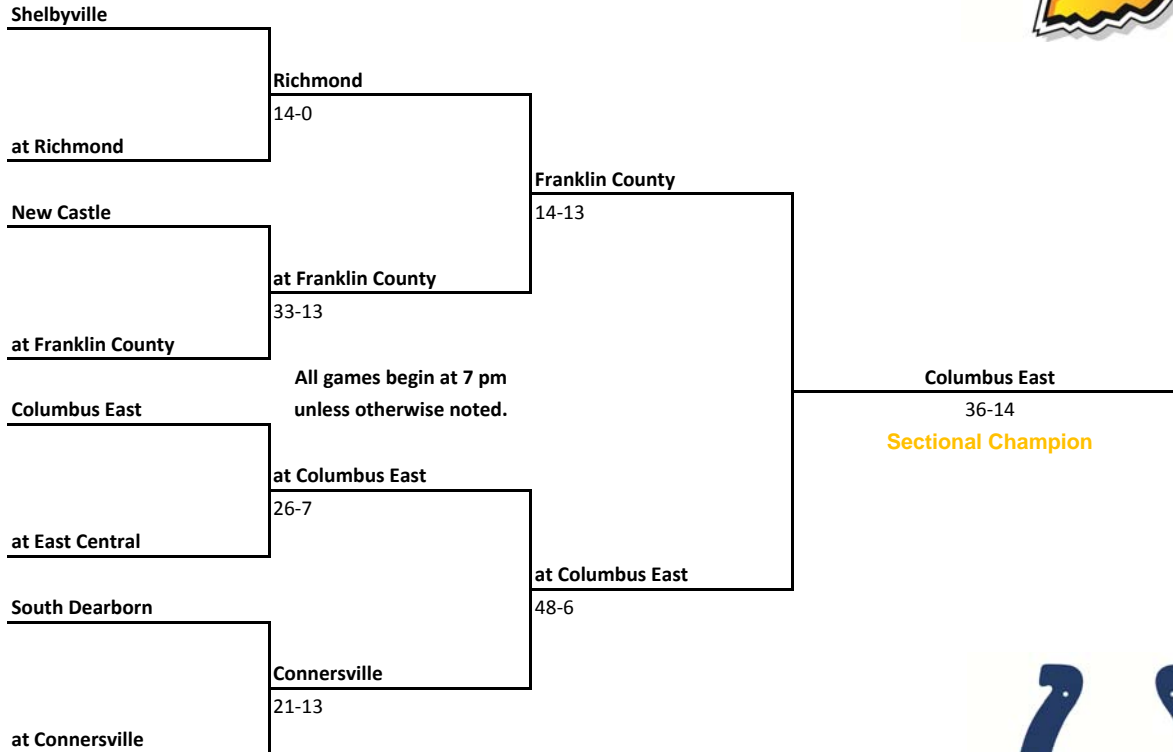 Shelbyville
Richmond
14-0
at Richmond
Franklin County
New Castle
14-13
at Franklin County
33-13
at Franklin County
All games begin at 7 pm
unless otherwise noted.
Columbus East
Columbus East
36-14
Sectional Champion
at Columbus East
26-7
at East Central
at Columbus East
South Dearborn
48-6
Connersville
21-13
at Connersville